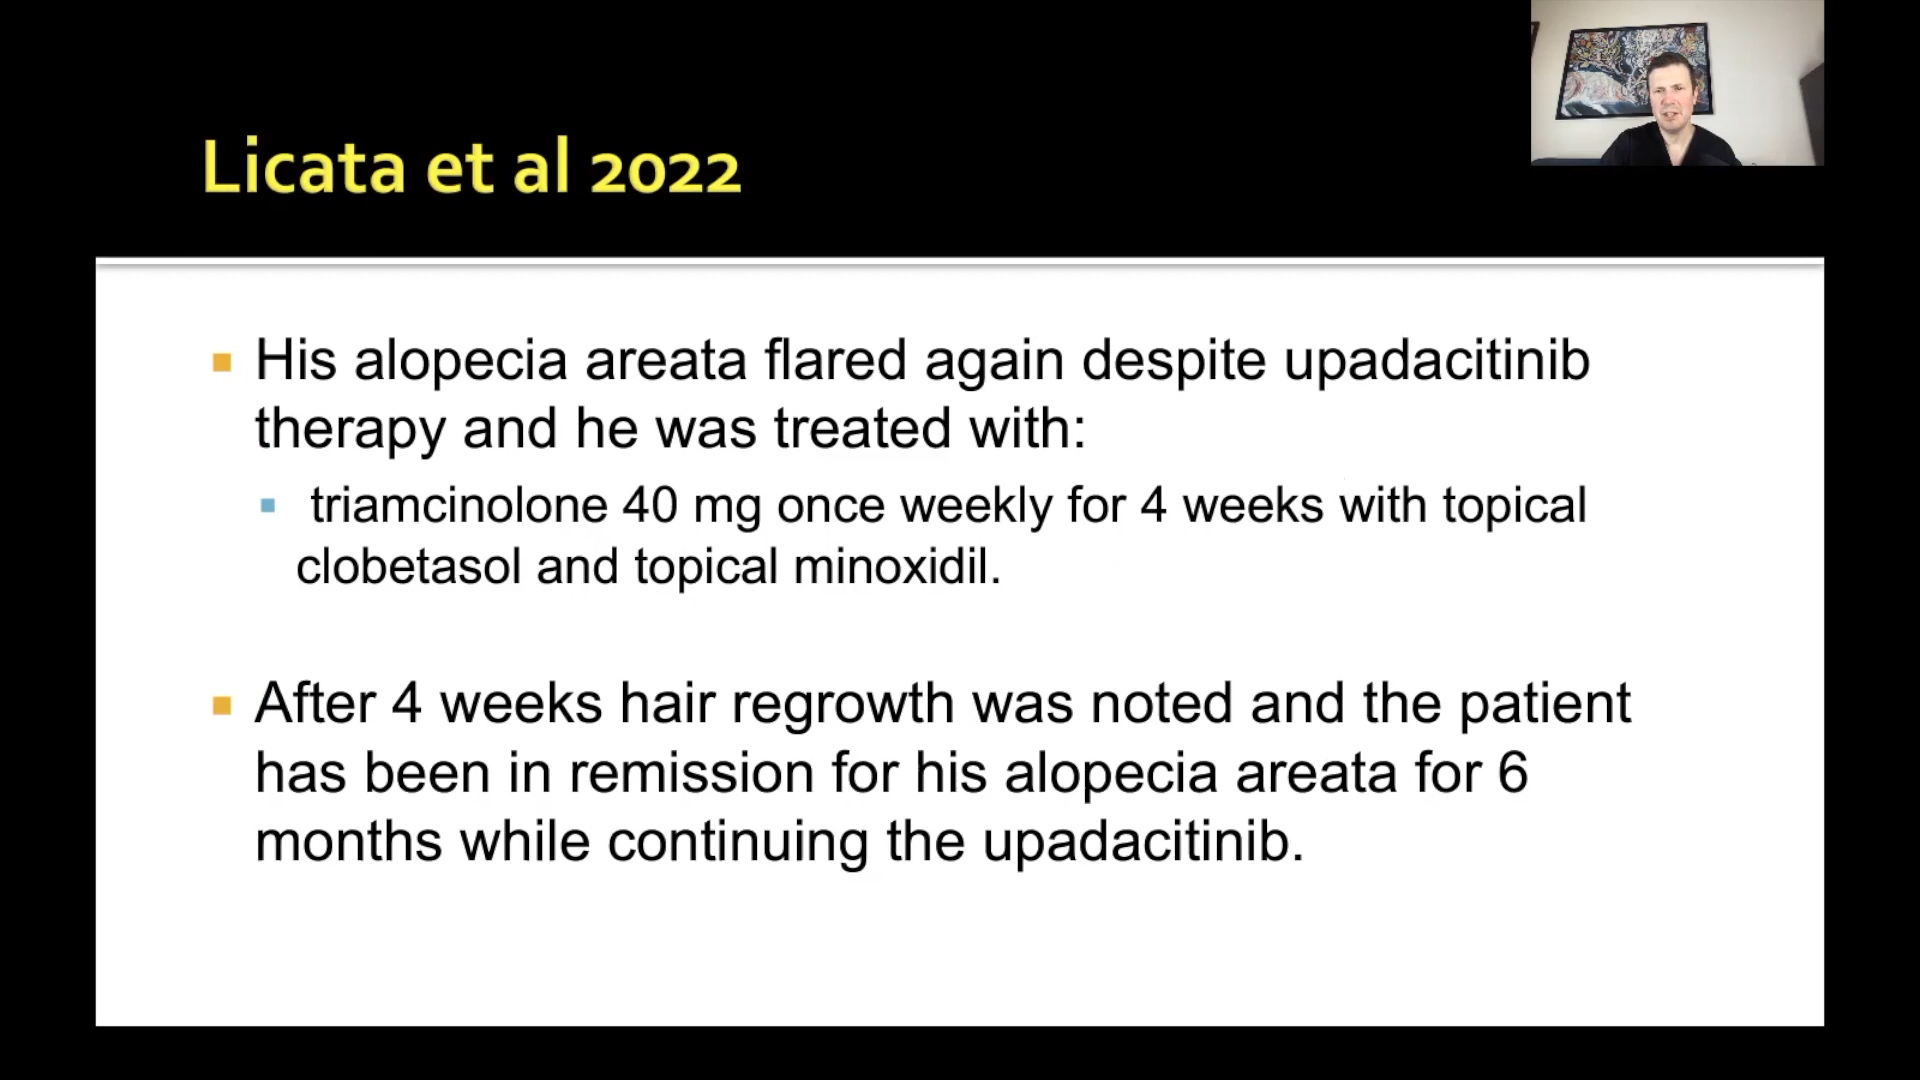 Licata et al 2022
His alopecia areata flared again despite upadacitinib
therapy and he was treated with:
triamcinolone 40 mg once weekly for 4 weeks with topical
clobetasol and topical minoxidil.
After 4 weeks hair regrowth was noted and the patient
has been in remission for his alopecia areata for 6
months while continuing the upadacitinib.